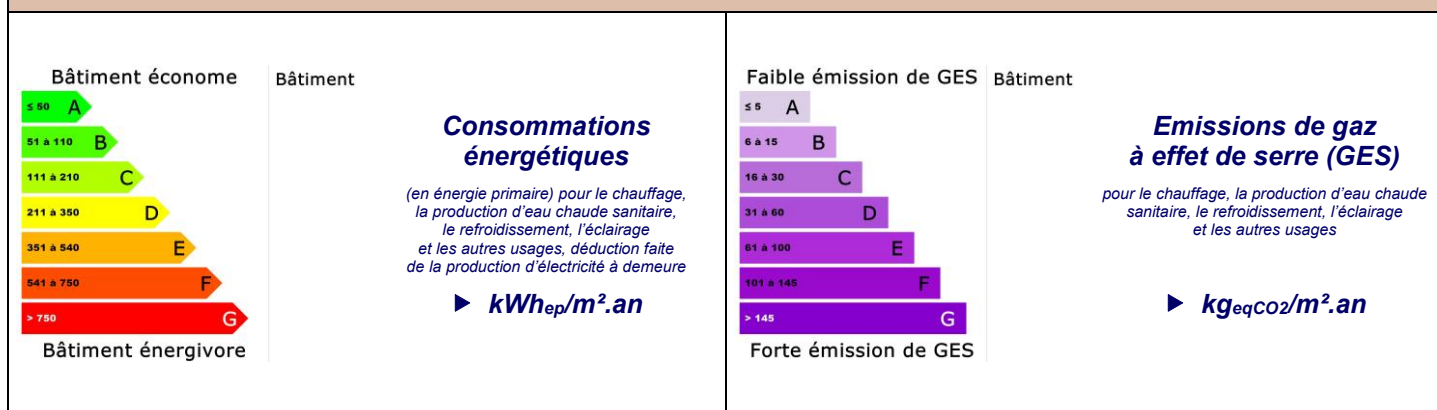 Bâtiment économe
Bâtiment
≤ 50 A
51 à 110 B
111 à 210 C
211 à 350 D
351 à 540 E
541 à 750 F
> 750 G
Bâtiment énergivore
Consommations
énergétiques
(en énergie primaire) pour le chauffage,
la production d'eau chaude sanitaire,
le refroidissement, l'éclairage
et les autres usages, déduction faite
de la production d'électricité à demeure
► kWhep/m².an
Faible émission de GES
Bâtiment
≤ 5 A
6 à 15 B
16 à 30 C
31 à 60 D
61 à 100 E
101 à 145 F
> 145 G
Forte émission de GES
Emissions de gaz
à effet de serre (GES)
pour le chauffage, la production d'eau chaude
sanitaire, le refroidissement, l'éclairage
et les autres usages
► kgeqCO2/m².an